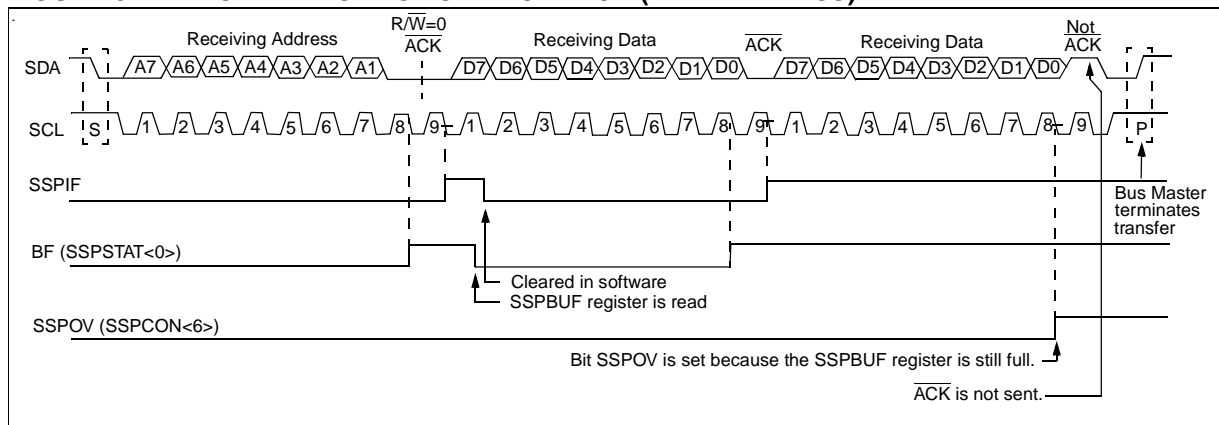 R/W=0
Receiving Address ACK Receiving Data ACK Receiving Data Not ACK
SDA A7 A6 A5 A4 A3 A2 A1 D7 D6 D5 D4 D3 D2 D1 D0 D7 D6 D5 D4 D3 D2 D1 D0
SCL S 1 2 3 4 5 6 7 8 9 1 2 3 4 5 6 7 8 9 1 2 3 4 5 6 7 8 9 P
SSPIF
Bus Master
terminates
transfer
BF (SSPSTAT<0>)
Cleared in software
SSPBUF register is read
SSPOV (SSPCON<6>)
Bit SSPOV is set because the SSPBUF register is still full.
ACK is not sent.